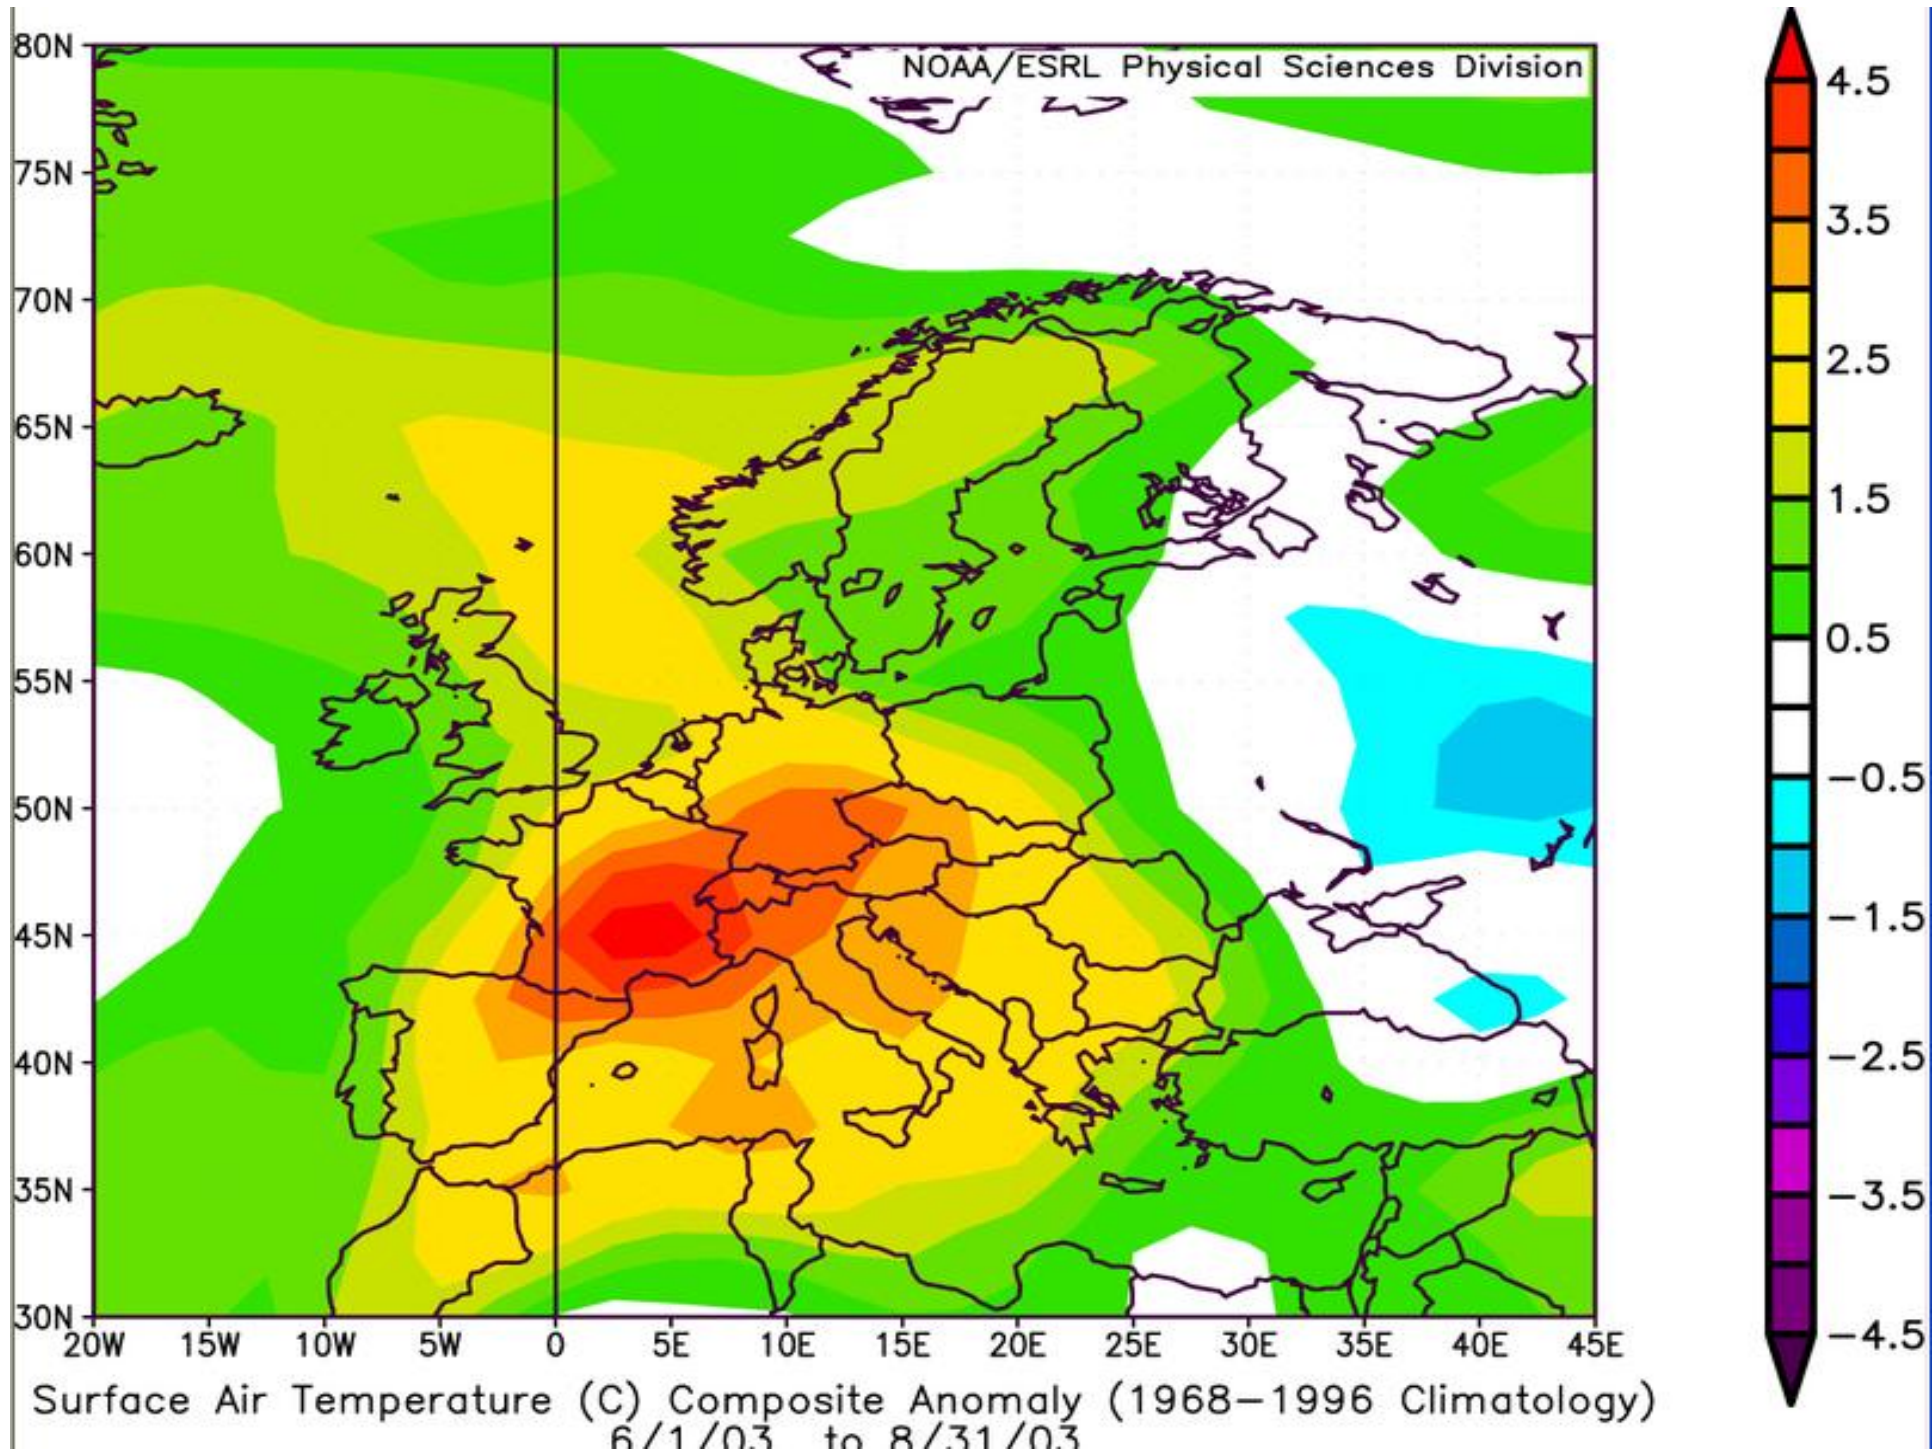 80N
NOAA/ESRL Physical Sciences Division
75N
70N
65N
60N
55N
50N
45N
40N
35N
30N
20W 15W 10W 5W 0 5E 10E 15E 20E 25E 30E 35E 40E 45E
4.5
3.5
2.5
1.5
0.5
−0.5
−1.5
−2.5
−3.5
−4.5
Surface Air Temperature (C) Composite Anomaly (1968−1996 Climatology)
6/1/03 to 8/31/03